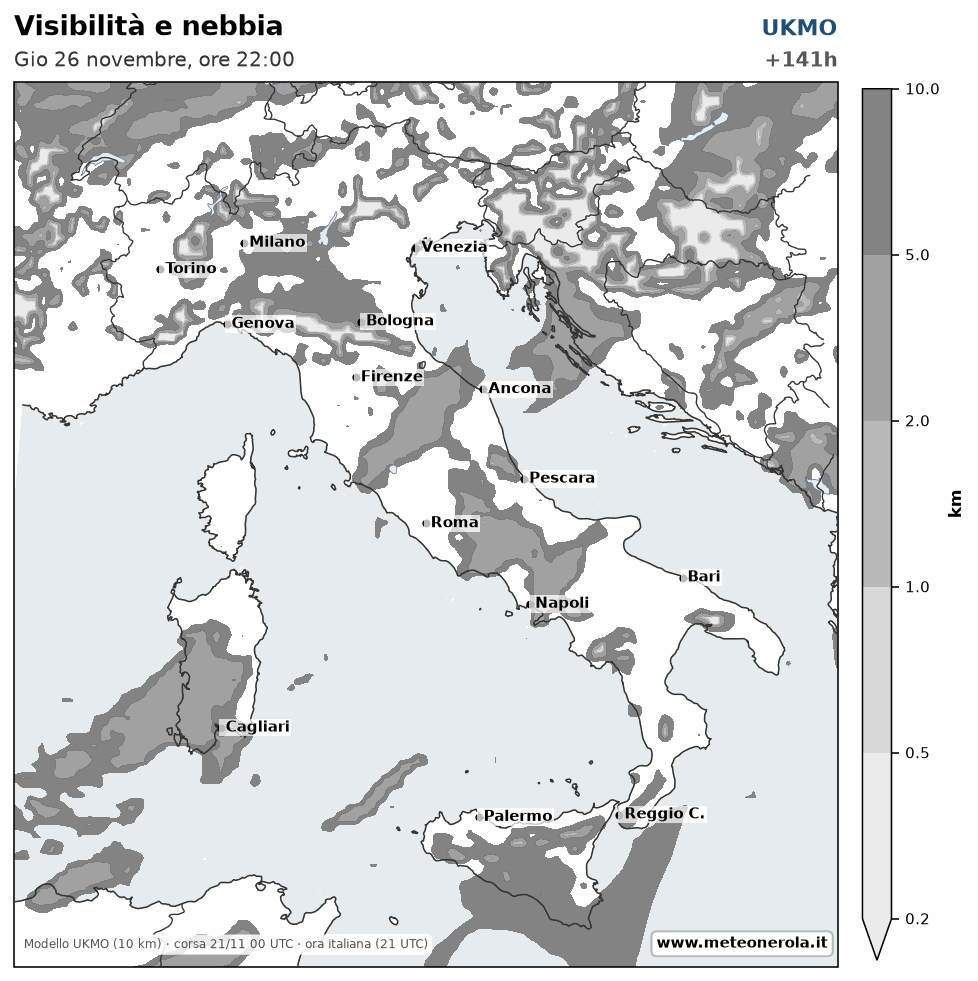 Visibilità e nebbia
UKMO
Gio 26 novembre, ore 22:00
+141h
10.0
5.0
2.0
1.0
0.5
0.2
km
Milano
Venezia
Torino
Genova
Bologna
Firenze
Ancona
Pescara
Roma
Bari
Napoli
Cagliari
Palermo
Reggio C.
Modello UKMO (10 km) · corsa 21/11 00 UTC · ora italiana (21 UTC)
www.meteonerola.it